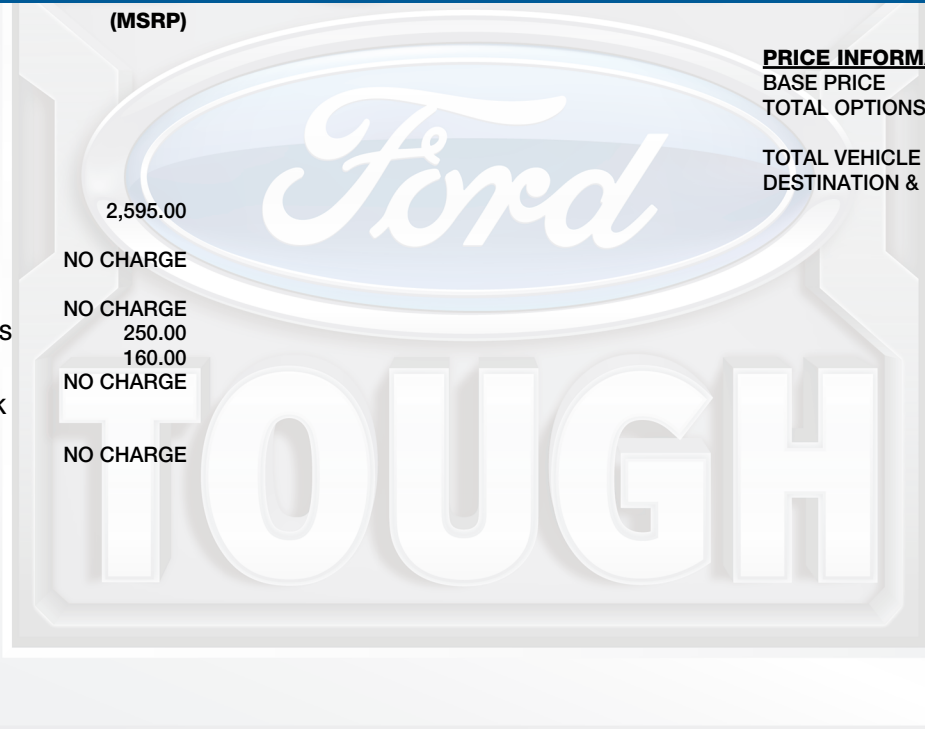 (MSRP)
PRICE INFORM
BASE PRICE
TOTAL OPTIONS
TOTAL VEHICLE
DESTINATION &
2,595.00
NO CHARGE
NO CHARGE
S 250.00
160.00
NO CHARGE
K
NO CHARGE
Ford
TOUGH